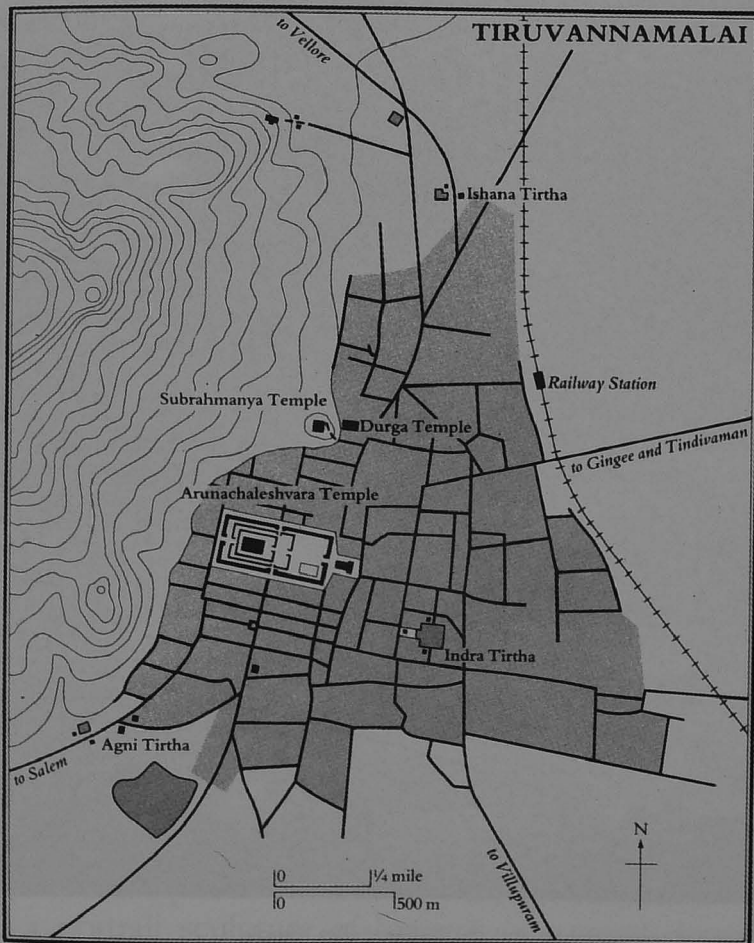 TIRUVANNAMALAI
to Vellore
Ishana Tirtha
Railway Station
Subrahmanya Temple
Durga Temple
to Gingee and Tindivaman
Arunachaleshvara Temple
Indra Tirtha
Agni Tirtha
to Salem
to Villupuram
N
0 ¼ mile
0 500 m